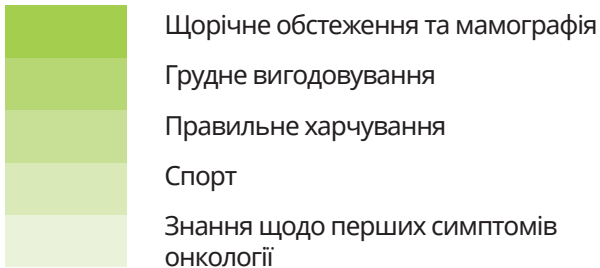 Щорічне обстеження та мамографія
Грудне вигодовування
Правильне харчування
Спорт
Знання щодо перших симптомів
онкології